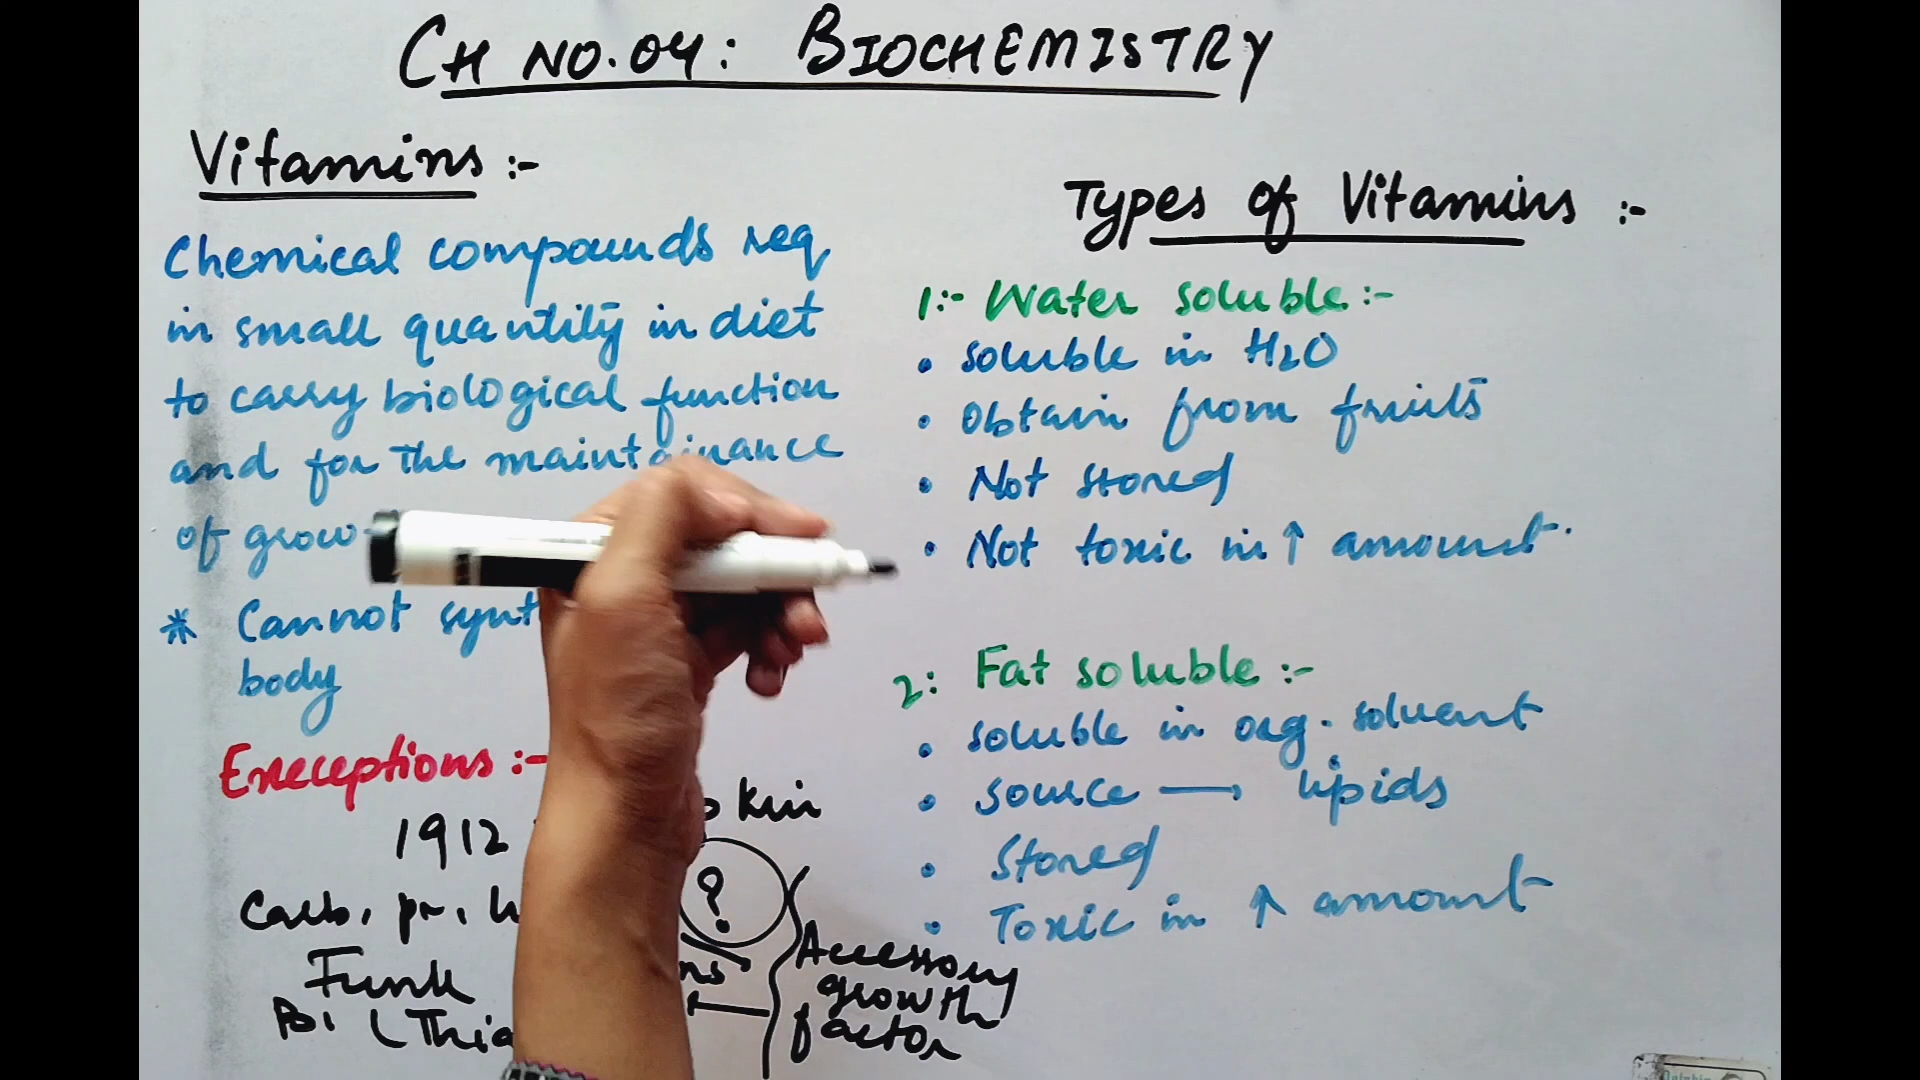 CH NO.04: BIOCHEMISTRY
Vitamins :-
Chemical compounds req
in small quantity in diet
to carry biological function
and for the maintainance
of grow
* Cannot synt
body
Execeptions :-
1912
Carb, pr,
Funk
B1 (Thia
?
Accessory
growth
factor
Types of Vitamins :-
1:- Water soluble:-
• soluble in H2O
• Obtain from fruits
• Not stored
• Not toxic in ↑ amount.
2: Fat soluble :-
• soluble in org. solvent
• source → lipids
• Stored
• Toxic in ↑ amount